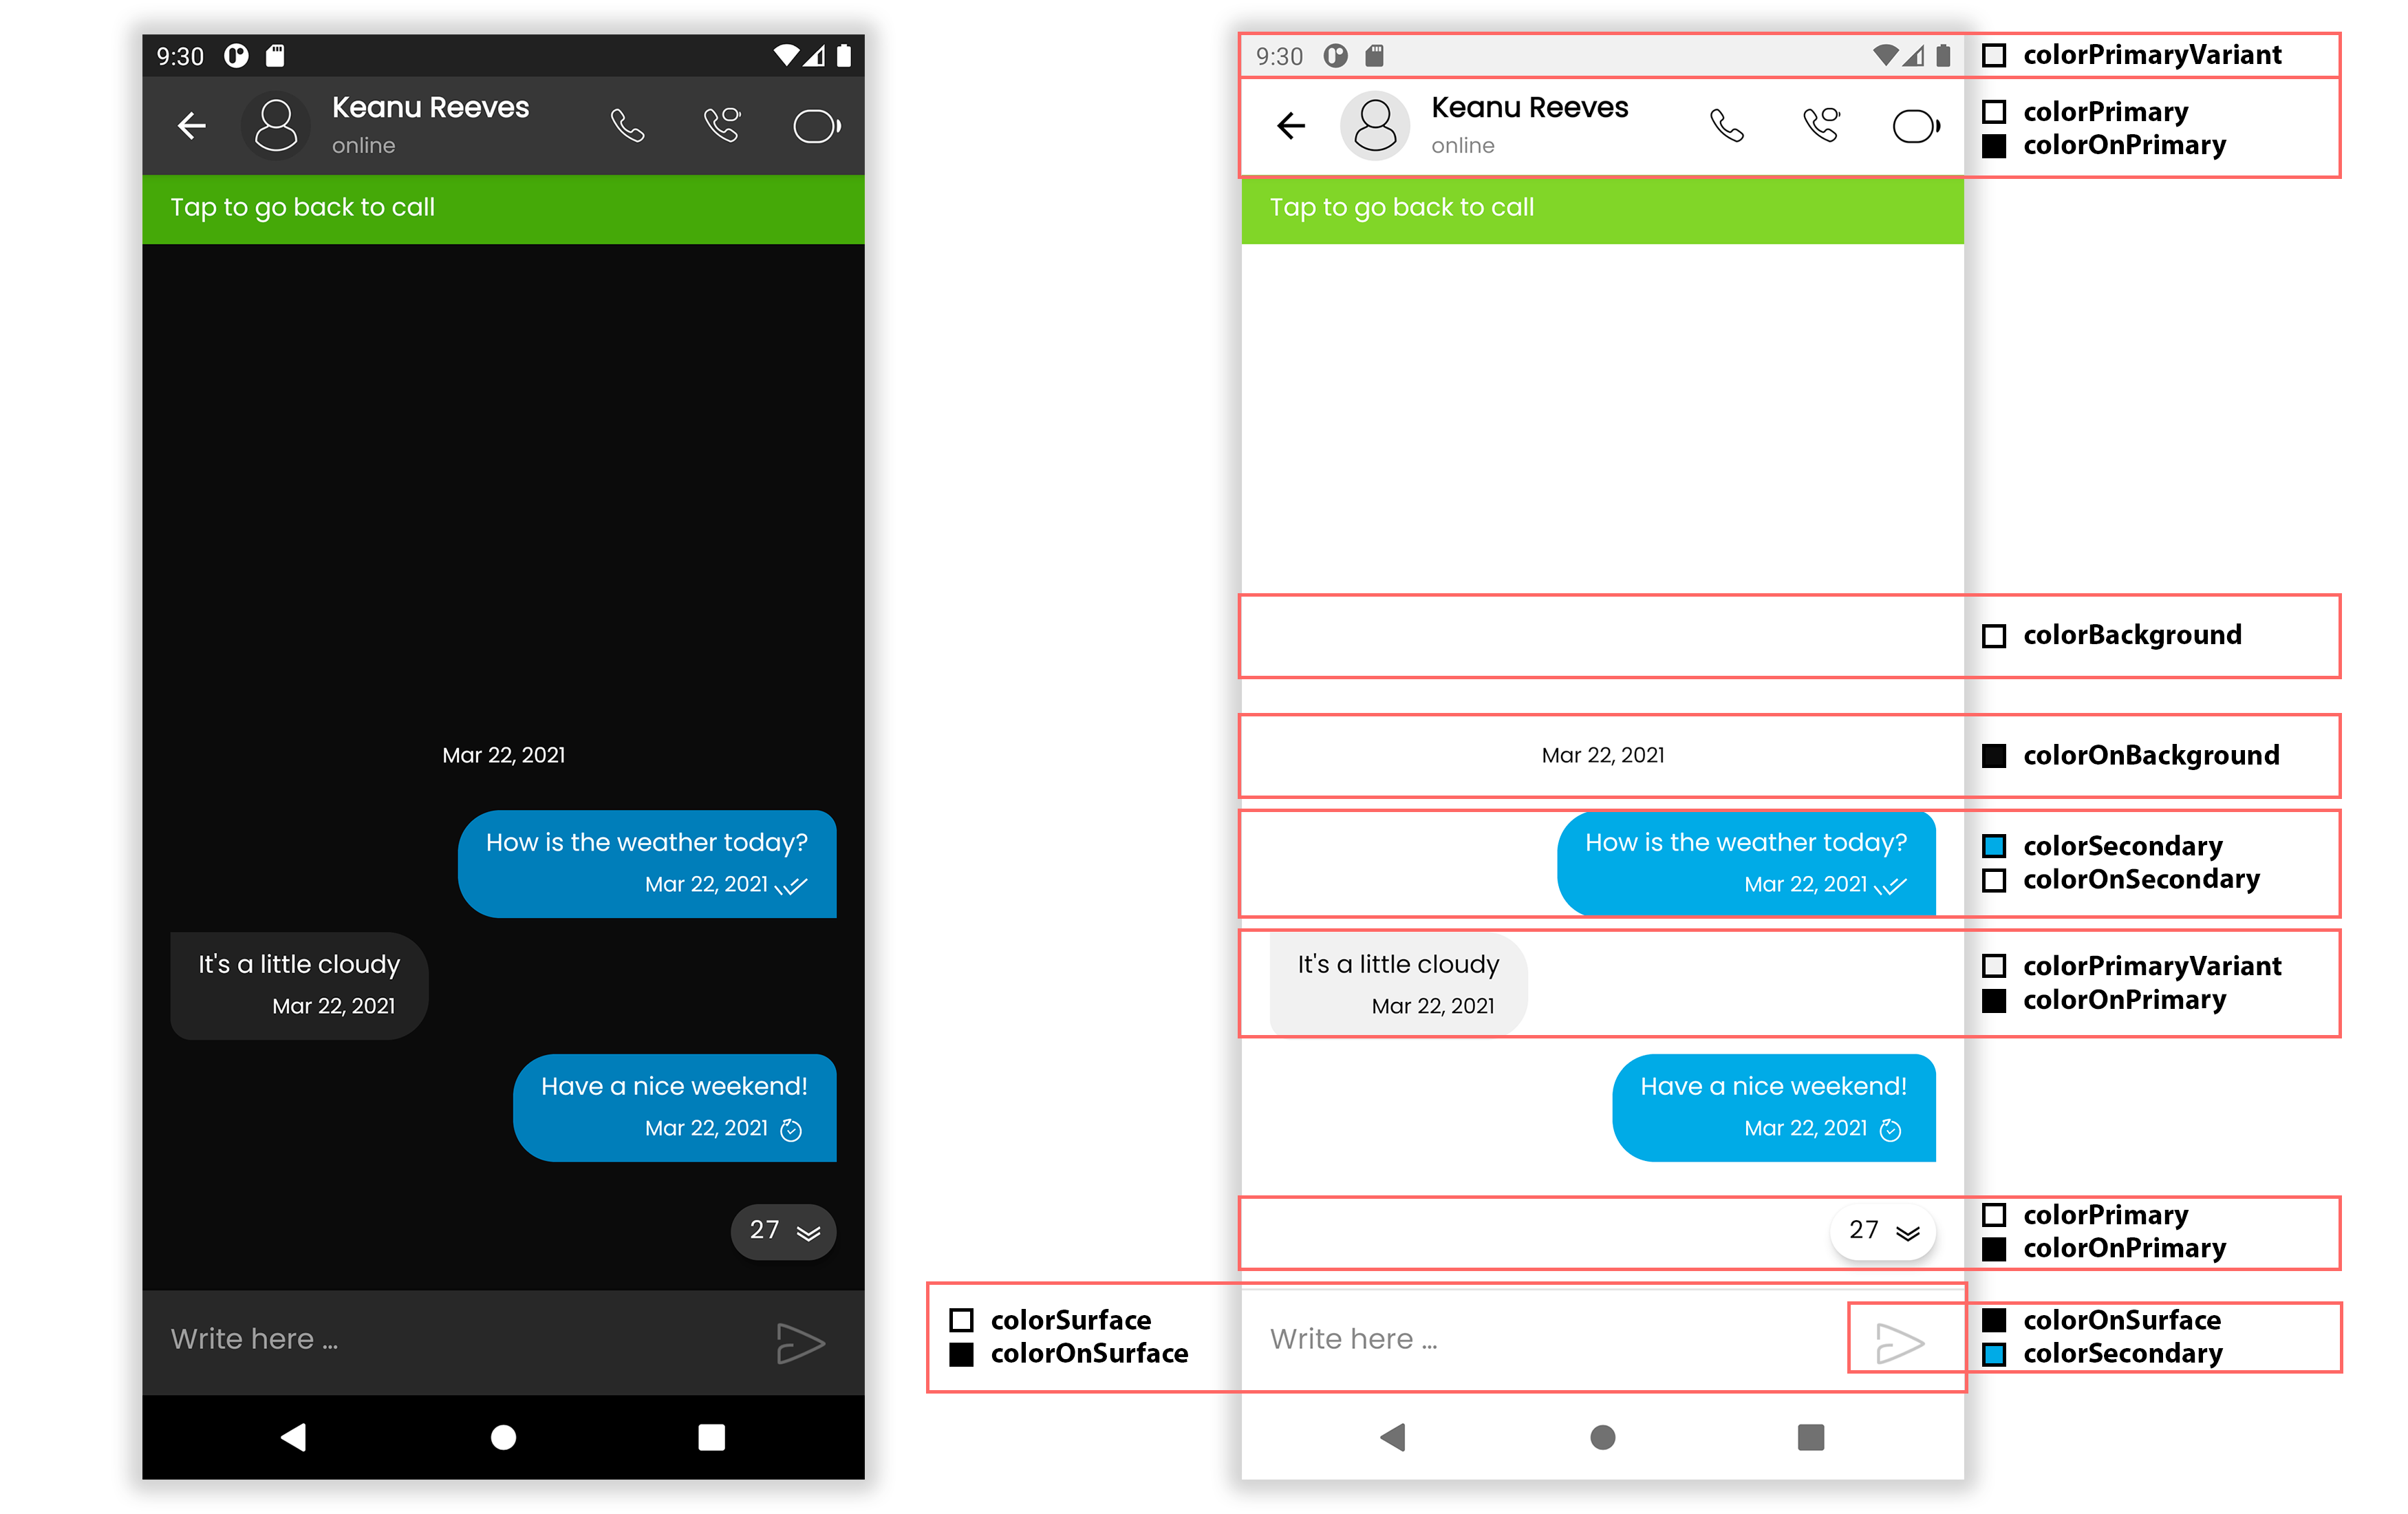 9:30
Keanu Reeves
online
Tap to go back to call
Mar 22, 2021
How is the weather today?
Mar 22, 2021
It's a little cloudy
Mar 22, 2021
Have a nice weekend!
Mar 22, 2021
27
Write here ...
9:30
colorPrimaryVariant
Keanu Reeves
online
colorPrimary
colorOnPrimary
Tap to go back to call
colorBackground
Mar 22, 2021
colorOnBackground
How is the weather today?
Mar 22, 2021
colorSecondary
colorOnSecondary
It's a little cloudy
Mar 22, 2021
colorPrimaryVariant
colorOnPrimary
Have a nice weekend!
Mar 22, 2021
27
colorPrimary
colorOnPrimary
colorSurface
colorOnSurface
Write here ...
colorOnSurface
colorSecondary